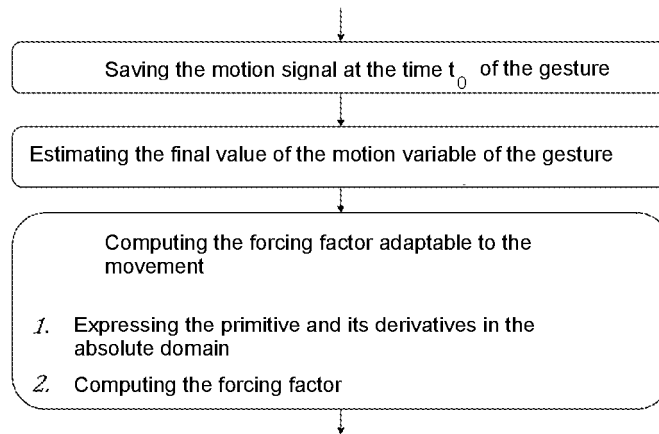 Saving the motion signal at the time t₀ of the gesture
Estimating the final value of the motion variable of the gesture
Computing the forcing factor adaptable to the
movement
1. Expressing the primitive and its derivatives in the
absolute domain
2. Computing the forcing factor